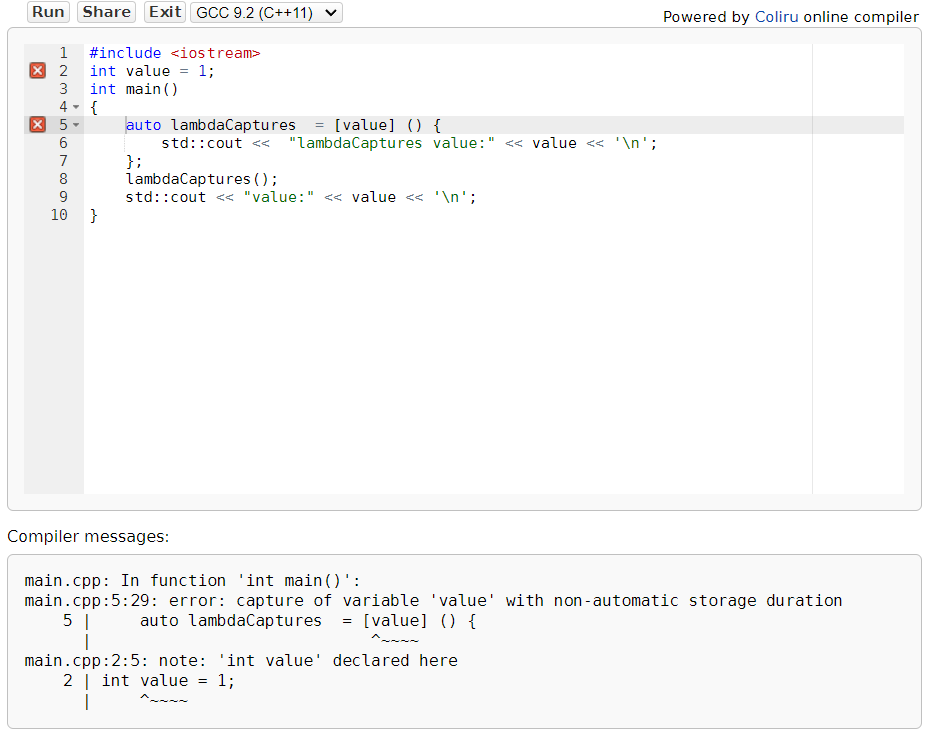 Run Share Exit GCC 9.2 (C++11)
Powered by Coliru online compiler
1 #include <iostream>
2 int value = 1;
3 int main()
4 {
5     auto lambdaCaptures  = [value] () {
6         std::cout <<  "lambdaCaptures value:" << value << '\n';
7     };
8     lambdaCaptures();
9     std::cout << "value:" << value << '\n';
10 }
Compiler messages:
main.cpp: In function 'int main()':
main.cpp:5:29: error: capture of variable 'value' with non-automatic storage duration
    5 |     auto lambdaCaptures  = [value] () {
      |                             ^~~~~
main.cpp:2:5: note: 'int value' declared here
    2 | int value = 1;
      |     ^~~~~